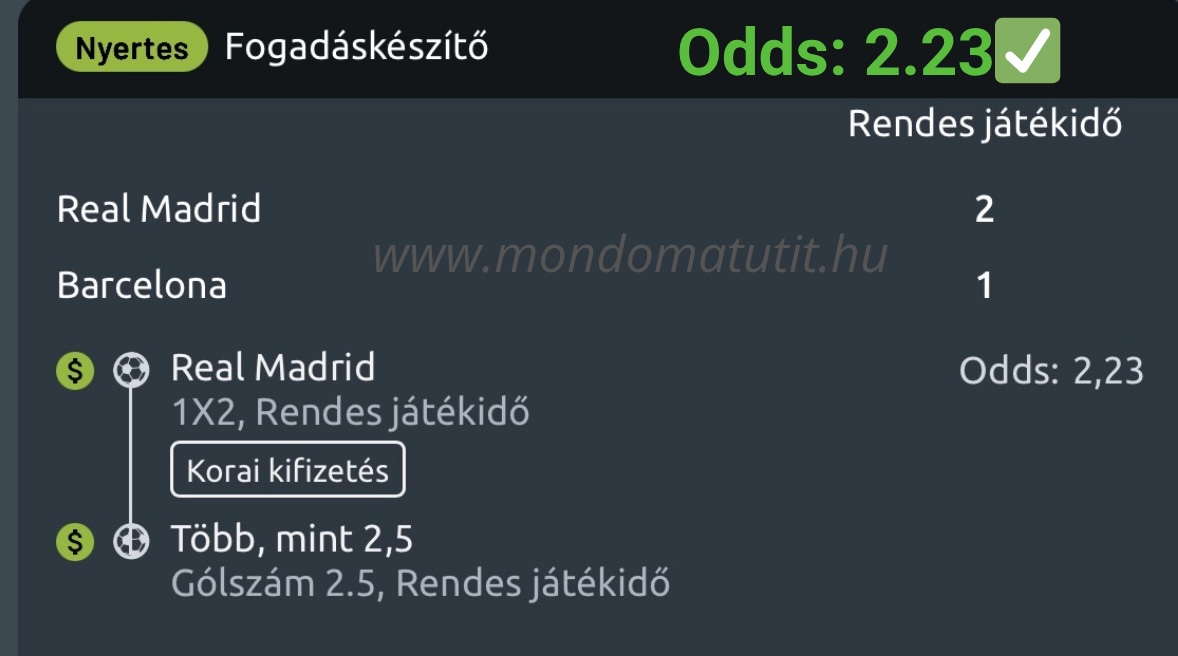 Nyertes Fogadáskészítő Odds: 2.23✅
Rendes játékidő
Real Madrid 2
www.mondomatutit.hu
Barcelona 1
$ Real Madrid Odds: 2,23
1X2, Rendes játékidő
Korai kifizetés
$ Több, mint 2,5
Gólszám 2.5, Rendes játékidő